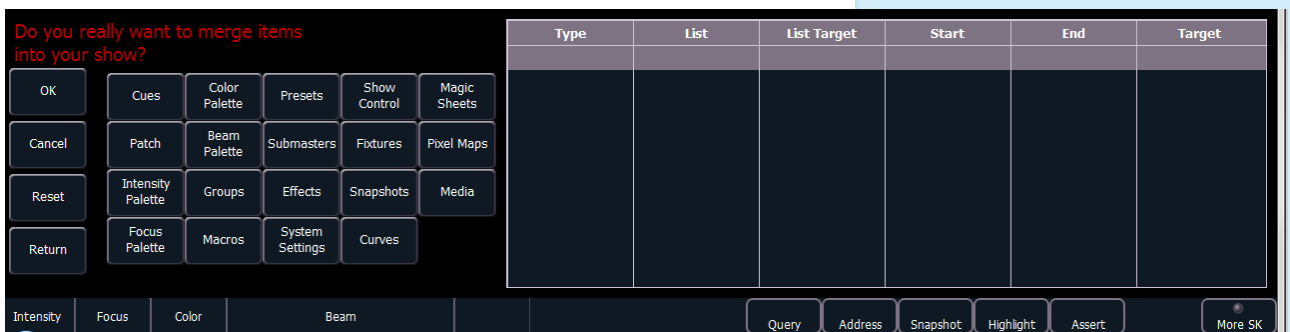 Do you really want to merge items
into your show?
OK
Cancel
Reset
Return
Cues
Color
Palette
Presets
Show
Control
Magic
Sheets
Patch
Beam
Palette
Submasters
Fixtures
Pixel Maps
Intensity
Palette
Groups
Effects
Snapshots
Media
Focus
Palette
Macros
System
Settings
Curves
Type List List Target Start End Target
Intensity Focus Color Beam Query Address Snapshot Highlight Assert More SK